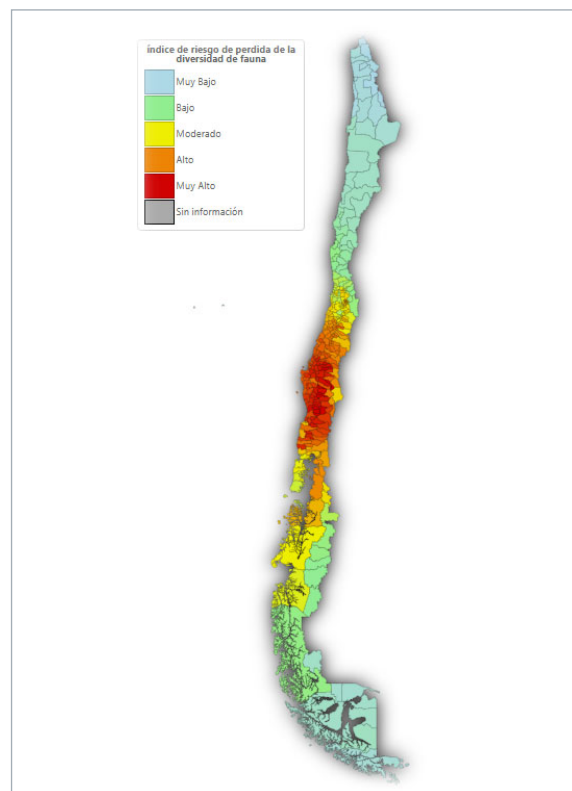 índice de riesgo de perdida de la
diversidad de fauna
Muy Bajo
Bajo
Moderado
Alto
Muy Alto
Sin información